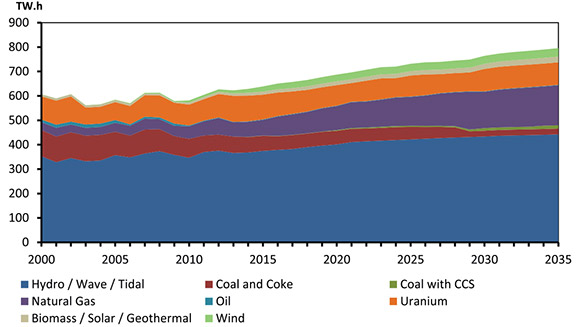 TW.h
900
800
700
600
500
400
300
200
100
0
2000 2005 2010 2015 2020 2025 2030 2035
Hydro / Wave / Tidal Coal and Coke Coal with CCS
Natural Gas Oil Uranium
Biomass / Solar / Geothermal Wind